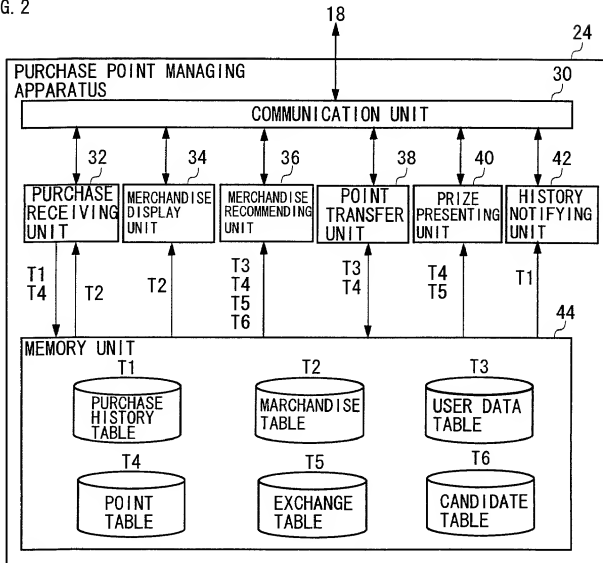 G. 2
18
24
PURCHASE POINT MANAGING
APPARATUS
30
COMMUNICATION UNIT
32
34
36
38
40
42
PURCHASE
RECEIVING
UNIT
MERCHANDISE
DISPLAY
UNIT
MERCHANDISE
RECOMMENDING
UNIT
POINT
TRANSFER
UNIT
PRIZE
PRESENTING
UNIT
HISTORY
NOTIFYING
UNIT
T1
T4
T2
T2
T3
T4
T5
T6
T3
T4
T4
T5
T1
44
MEMORY UNIT
T1
PURCHASE
HISTORY
TABLE
T2
MARCHANDISE
TABLE
T3
USER DATA
TABLE
T4
POINT
TABLE
T5
EXCHANGE
TABLE
T6
CANDIDATE
TABLE